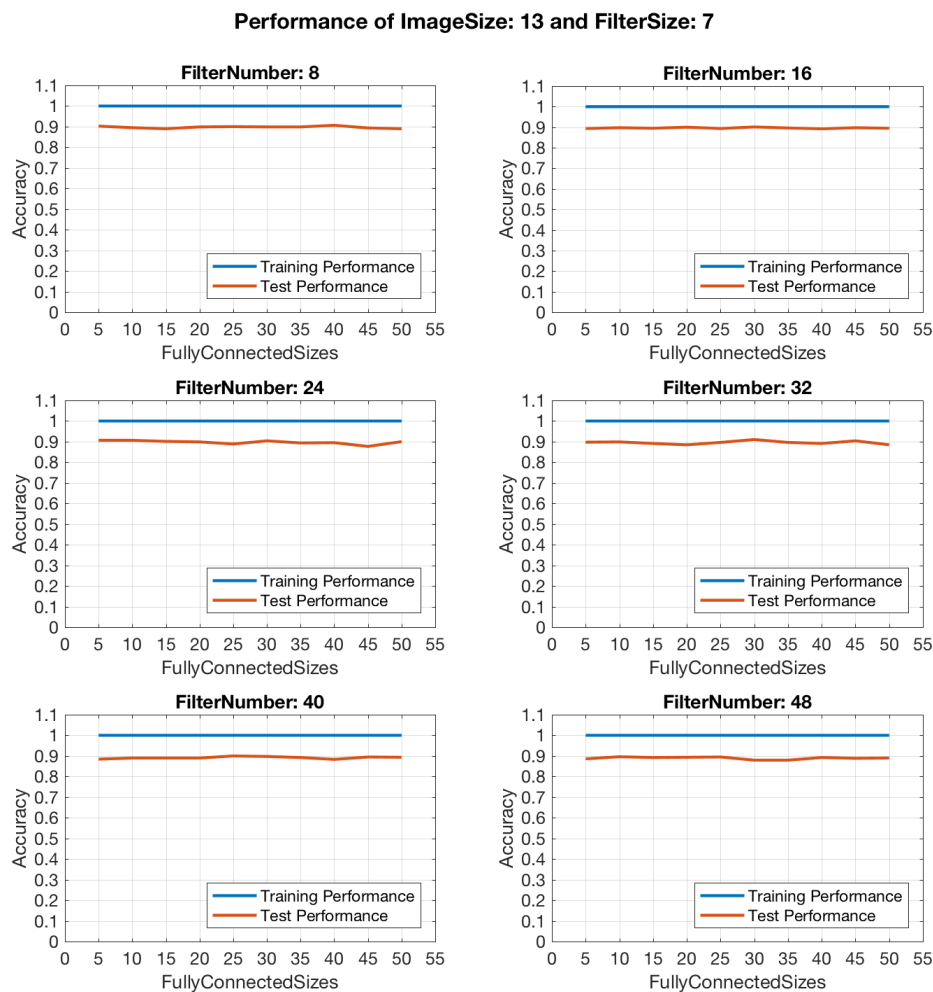 Performance of ImageSize: 13 and FilterSize: 7
FilterNumber: 8
1.1
1
0.9
0.8
0.7
0.6
0.5
0.4
0.3
0.2
0.1
0
Accuracy
Training Performance
Test Performance
0 5 10 15 20 25 30 35 40 45 50 55
FullyConnectedSizes
FilterNumber: 16
1.1
1
0.9
0.8
0.7
0.6
0.5
0.4
0.3
0.2
0.1
0
Accuracy
Training Performance
Test Performance
0 5 10 15 20 25 30 35 40 45 50 55
FullyConnectedSizes
FilterNumber: 24
1.1
1
0.9
0.8
0.7
0.6
0.5
0.4
0.3
0.2
0.1
0
Accuracy
Training Performance
Test Performance
0 5 10 15 20 25 30 35 40 45 50 55
FullyConnectedSizes
FilterNumber: 32
1.1
1
0.9
0.8
0.7
0.6
0.5
0.4
0.3
0.2
0.1
0
Accuracy
Training Performance
Test Performance
0 5 10 15 20 25 30 35 40 45 50 55
FullyConnectedSizes
FilterNumber: 40
1.1
1
0.9
0.8
0.7
0.6
0.5
0.4
0.3
0.2
0.1
0
Accuracy
Training Performance
Test Performance
0 5 10 15 20 25 30 35 40 45 50 55
FullyConnectedSizes
FilterNumber: 48
1.1
1
0.9
0.8
0.7
0.6
0.5
0.4
0.3
0.2
0.1
0
Accuracy
Training Performance
Test Performance
0 5 10 15 20 25 30 35 40 45 50 55
FullyConnectedSizes